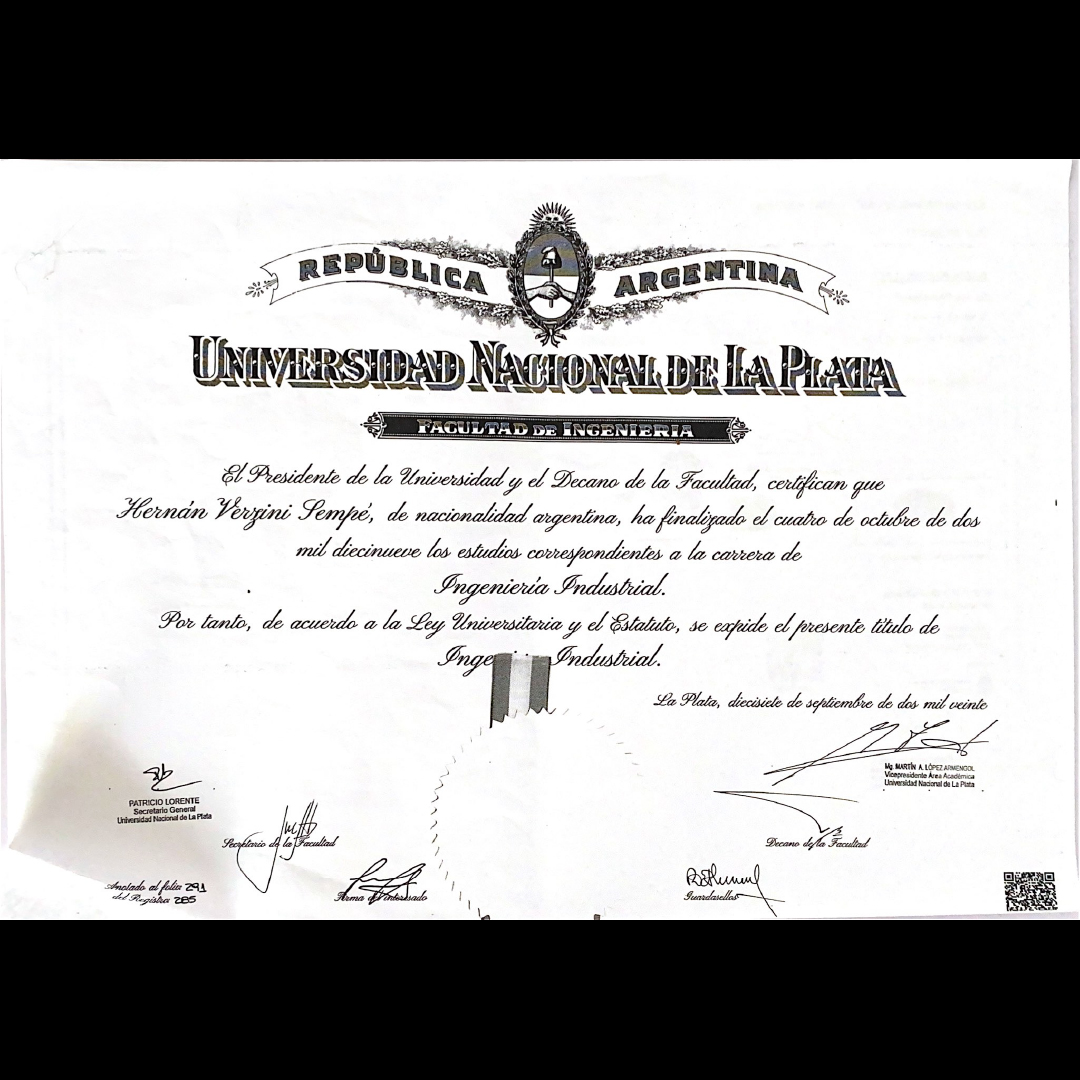 REPÚBLICA ARGENTINA
UNIVERSIDAD NACIONAL DE LA PLATA
FACULTAD DE INGENIERIA
El Presidente de la Universidad y el Decano de la Facultad, certifican que
Hernán Verzini Sempé, de nacionalidad argentina, ha finalizado el cuatro de octubre de dos
mil diecinueve los estudios correspondientes a la carrera de
Ingeniería Industrial.
Por tanto, de acuerdo a la Ley Universitaria y el Estatuto, se expide el presente título de
Industrial.
La Plata, diecisiete de septiembre de dos mil veinte
Mg. MARTÍN A. LÓPEZ ARMENGOL
Vicepresidente Área Académica
Universidad Nacional de La Plata
PATRICIO LORENTE
Secretario General
Universidad Nacional de La Plata
Secretario de la Facultad
Decano de la Facultad
Anotado al folio 291
del Registro 285
Firma del interesado
Guardasellos